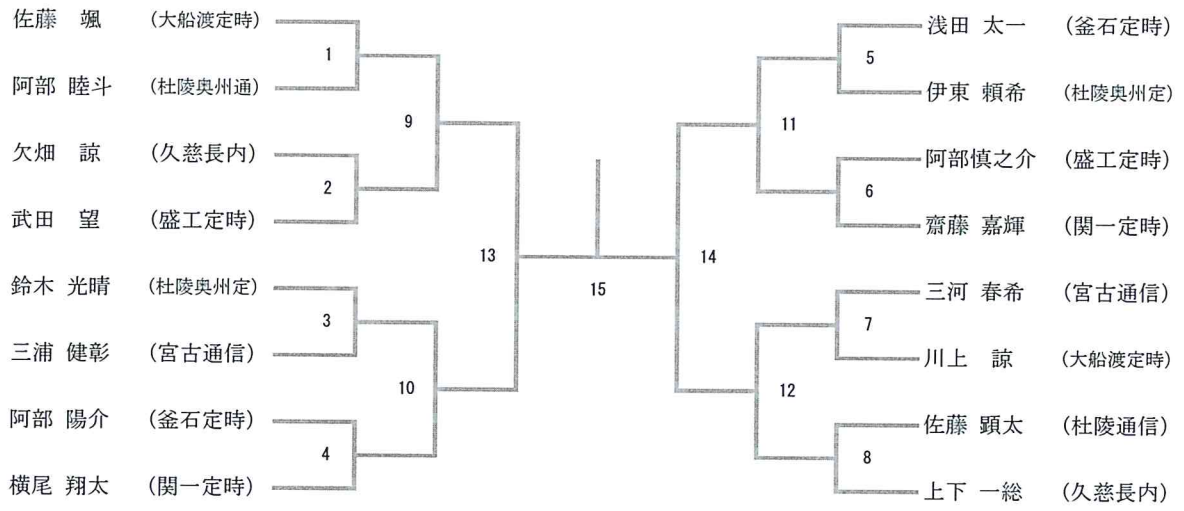 佐藤 颯 (大船渡定時)
1
阿部 睦斗 (杜陵奥州通)
9
欠畑 諒 (久慈長内)
2
武田 望 (盛工定時)
13
鈴木 光晴 (杜陵奥州定)
3
三浦 健彰 (宮古通信)
10
阿部 陽介 (釜石定時)
4
横尾 翔太 (関一定時)
15
浅田 太一 (釜石定時)
5
伊東 頼希 (杜陵奥州定)
11
阿部慎之介 (盛工定時)
6
齋藤 嘉輝 (関一定時)
14
三河 春希 (宮古通信)
7
川上 諒 (大船渡定時)
12
佐藤 顕太 (杜陵通信)
8
上下 一総 (久慈長内)